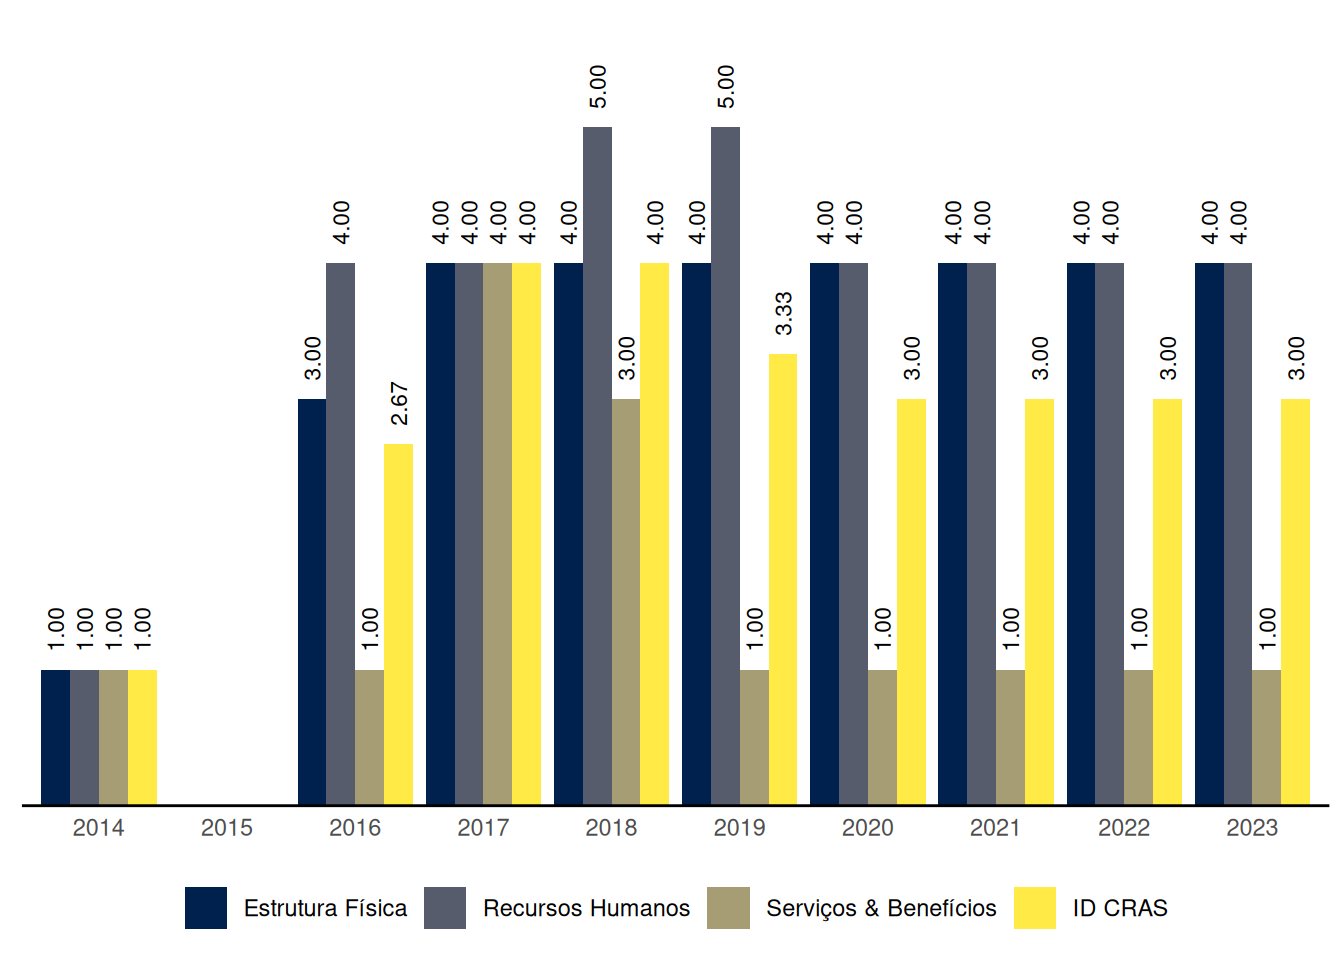 5.00 5.00
4.00 4.00 4.00 4.00 4.00 4.00 4.00 4.00 4.00 4.00 4.00 4.00 4.00 4.00 4.00 4.00
3.33
3.00 3.00 3.00 3.00 3.00 3.00
2.67
1.00 1.00 1.00 1.00 1.00 1.00 1.00 1.00 1.00 1.00
2014 2015 2016 2017 2018 2019 2020 2021 2022 2023
Estrutura Física Recursos Humanos Serviços & Benefícios ID CRAS